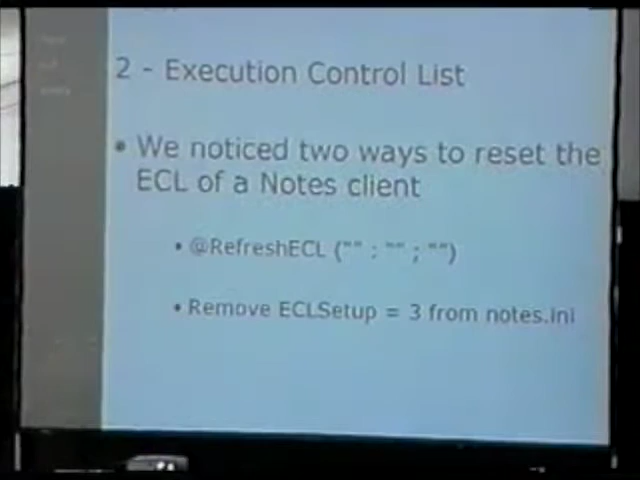 2 - Execution Control List
• We noticed two ways to reset the
ECL of a Notes client
• @RefreshECL ("" : "" ; "")
• Remove ECLSetup = 3 from notes.ini